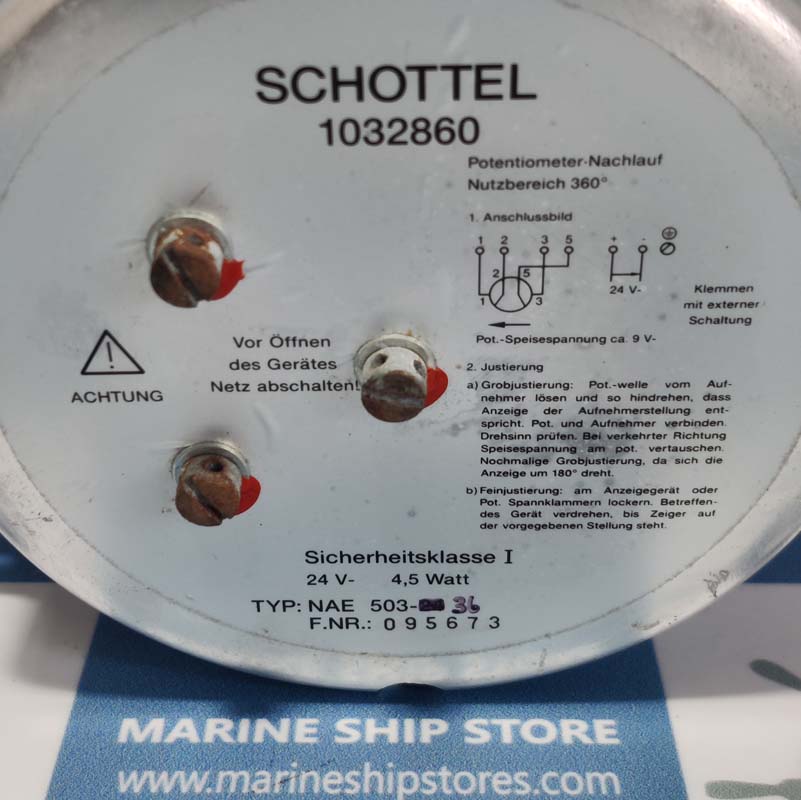 SCHOTTEL
1032860
Potentiometer-Nachlauf
Nutzbereich 360°
1. Anschlussbild
1 2 3 5 + -
2 5
1 3
24 V-
Klemmen
mit externer
Schaltung
Pot.-Speisespannung ca. 9 V-
ACHTUNG
Vor Öffnen
des Gerätes
Netz abschalten!
2. Justierung
a) Grobjustierung: Pot.-welle vom Auf-
nehmer lösen und so hindrehen, dass
Anzeige der Aufnehmerstellung ent-
spricht. Pot. und Aufnehmer verbinden.
Drehsinn prüfen. Bei verkehrter Richtung
Speisespannung am pot. vertauschen.
Nochmalige Grobjustierung, da sich die
Anzeige um 180° dreht.
b) Feinjustierung: am Anzeigegerät oder
Pot. Spannklammern lockern. Betreffen-
des Gerät verdrehen, bis Zeiger auf
der vorgegebenen Stellung steht.
Sicherheitsklasse I
24 V- 4,5 Watt
TYP: NAE 503- 36
F.NR.: 095673
MARINE SHIP STORE
www.marineshipstores.com